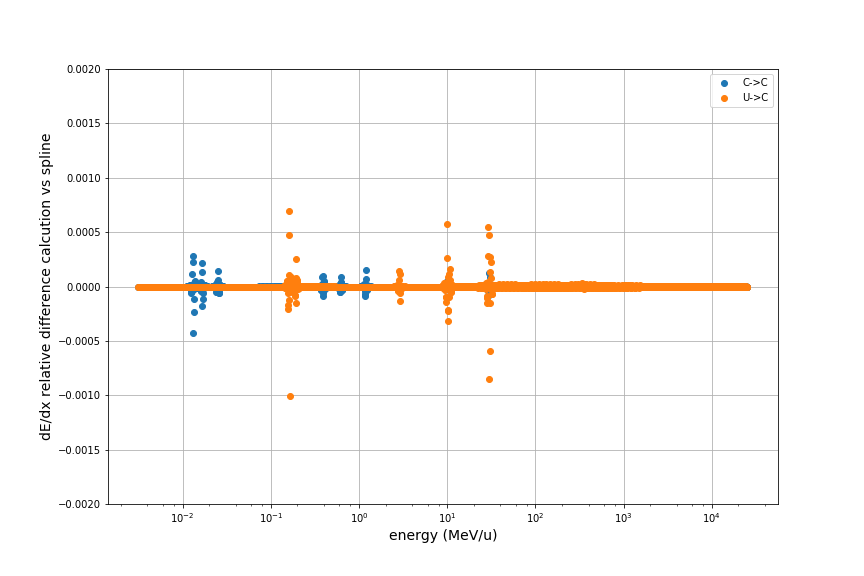 dE/dx relative difference calcution vs spline
0.0020
0.0015
0.0010
0.0005
0.0000
−0.0005
−0.0010
−0.0015
−0.0020
C->C
U->C
10⁻² 10⁻¹ 10⁰ 10¹ 10² 10³ 10⁴
energy (MeV/u)